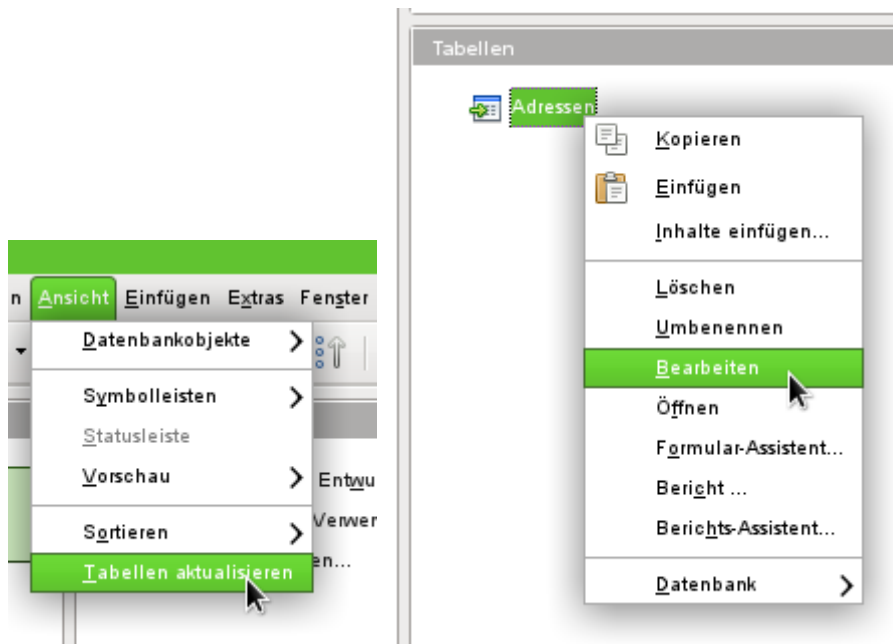 n Ansicht Einfügen Extras Fenster
Datenbankobjekte
Symbolleisten
Statusleiste
Vorschau
Entwu
Sortieren
Verwer
Tabellen aktualisieren
en...
Tabellen
Adressen
Kopieren
Einfügen
Inhalte einfügen...
Löschen
Umbenennen
Bearbeiten
Öffnen
Formular-Assistent...
Bericht ...
Berichts-Assistent...
Datenbank